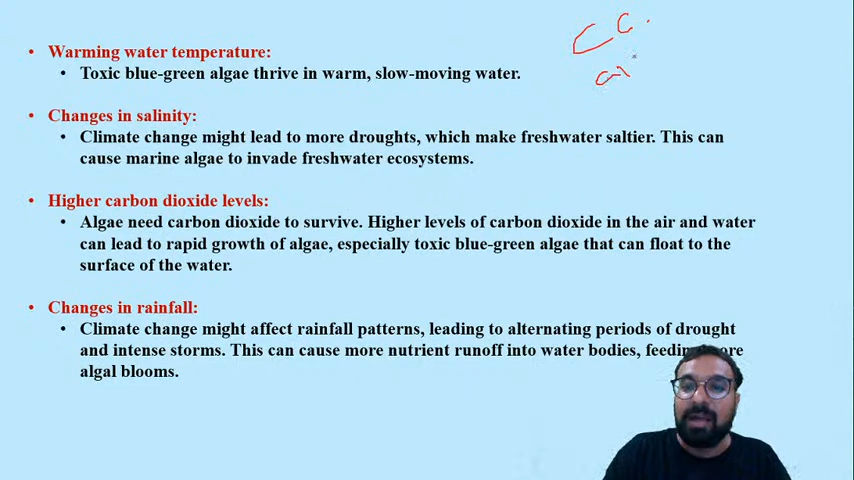 • Warming water temperature:
• Toxic blue-green algae thrive in warm, slow-moving water.
• Changes in salinity:
• Climate change might lead to more droughts, which make freshwater saltier. This can
cause marine algae to invade freshwater ecosystems.
• Higher carbon dioxide levels:
• Algae need carbon dioxide to survive. Higher levels of carbon dioxide in the air and water
can lead to rapid growth of algae, especially toxic blue-green algae that can float to the
surface of the water.
• Changes in rainfall:
• Climate change might affect rainfall patterns, leading to alternating periods of drought
and intense storms. This can cause more nutrient runoff into water bodies,
algal blooms.